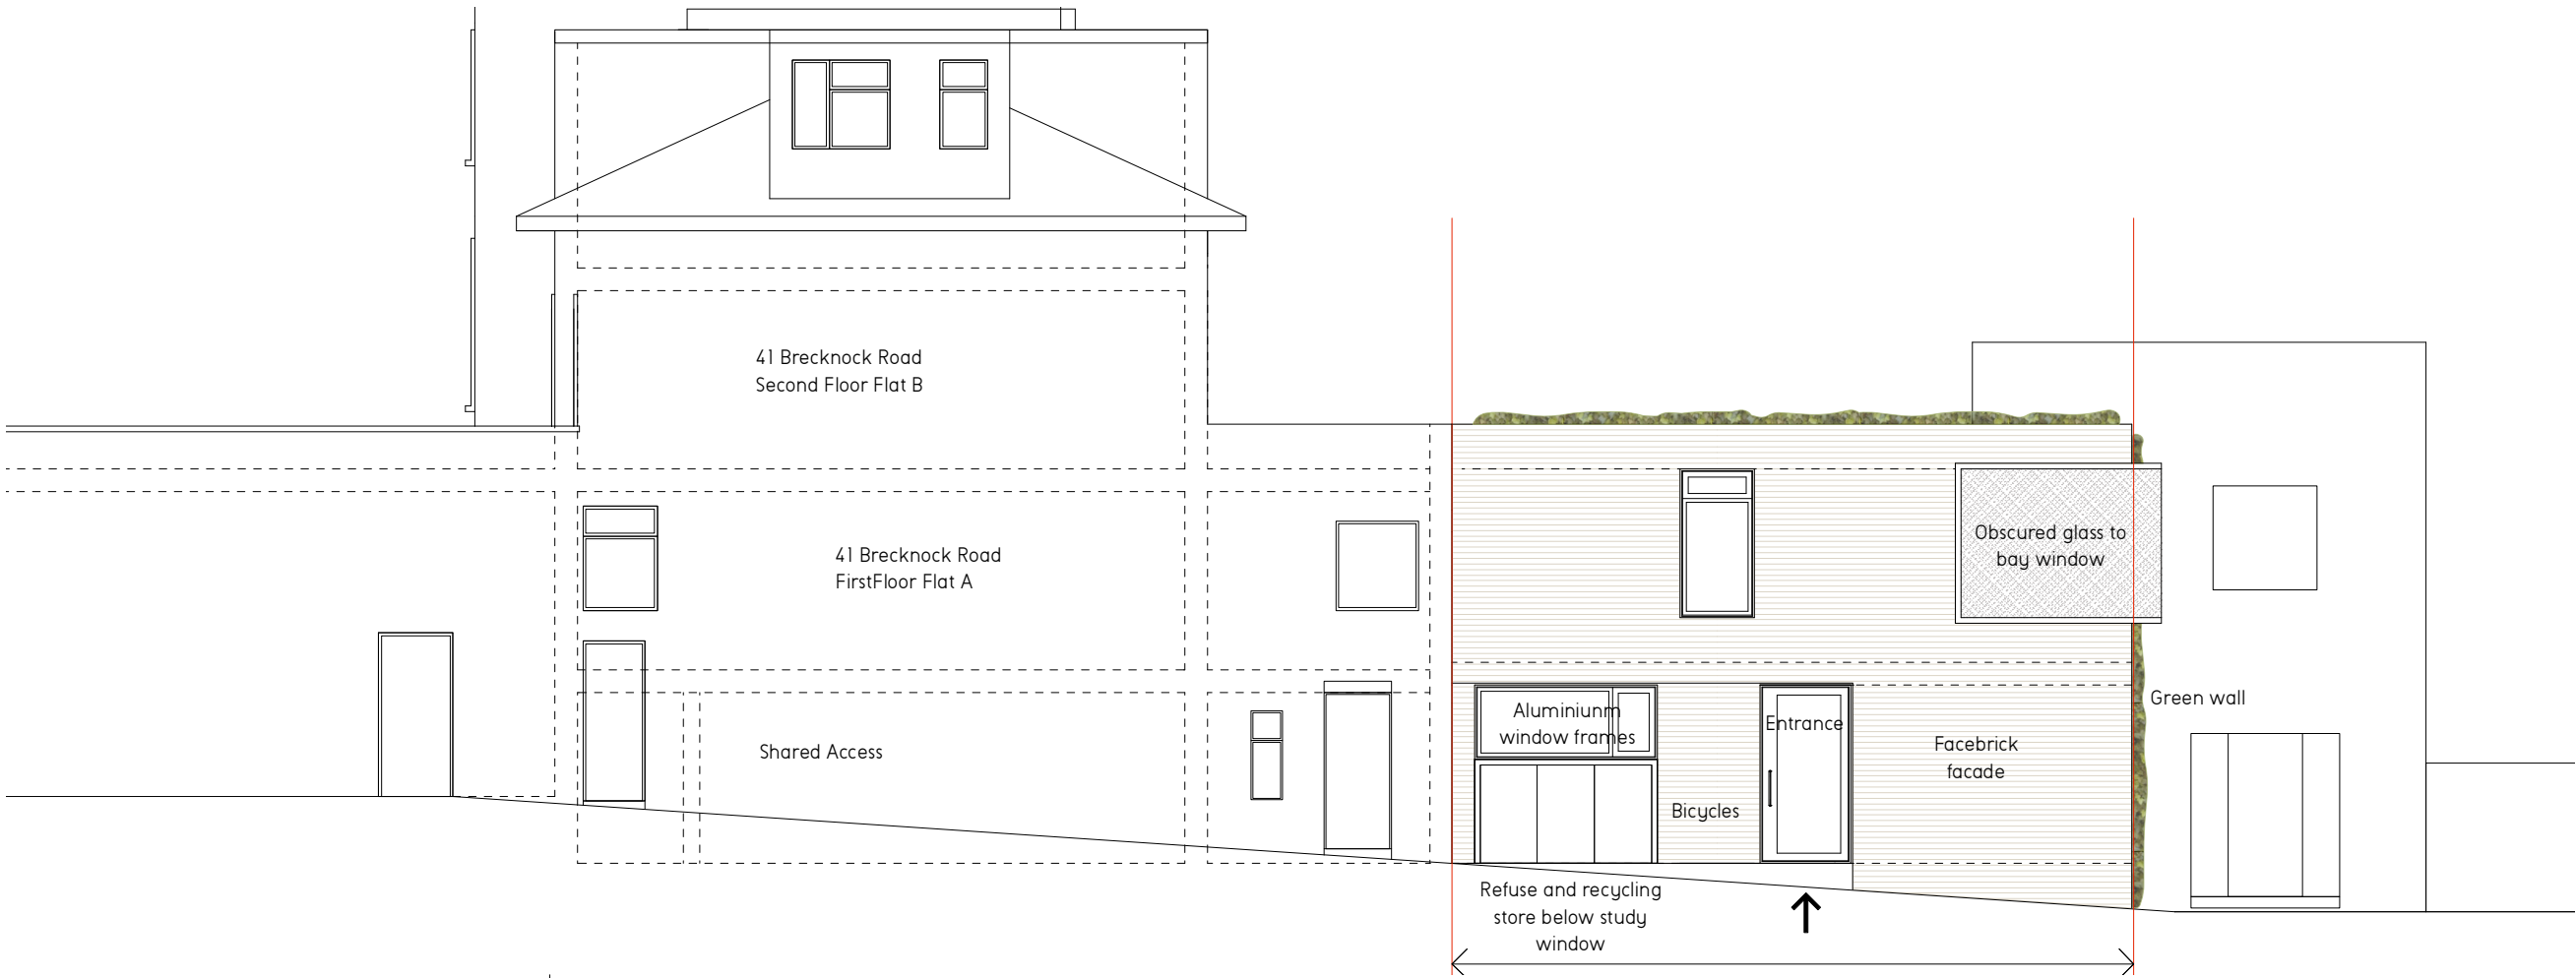 41 Brecknock Road
Second Floor Flat B
41 Brecknock Road
FirstFloor Flat A
Shared Access
Obscured glass to
bay window
Green wall
Aluminiunm
window frames
Entrance
Facebrick
facade
Bicycles
Refuse and recycling
store below study
window